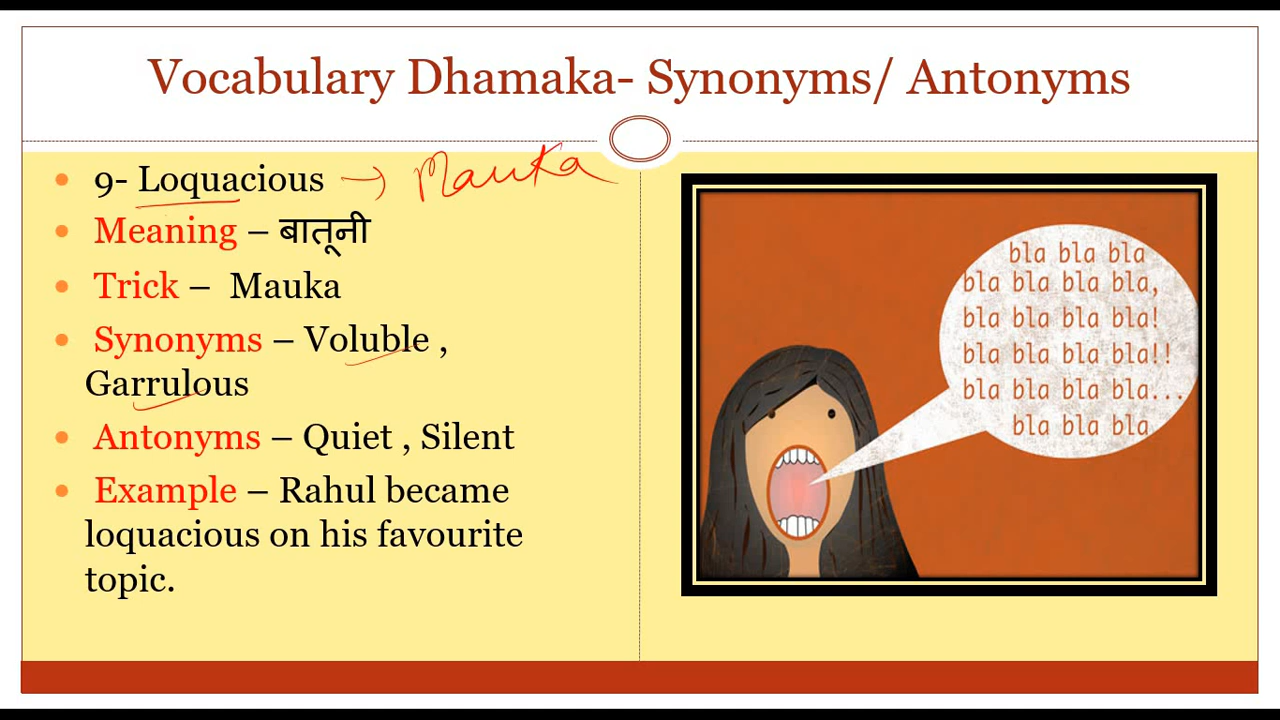 Vocabulary Dhamaka- Synonyms/ Antonyms
9- Loquacious → Mauka
Meaning – बातूनी
Trick – Mauka
Synonyms – Voluble ,
Garrulous
Antonyms – Quiet , Silent
Example – Rahul became
loquacious on his favourite
topic.
bla bla bla
bla bla bla bla,
bla bla bla bla!
bla bla bla bla!!
bla bla bla bla...
bla bla bla